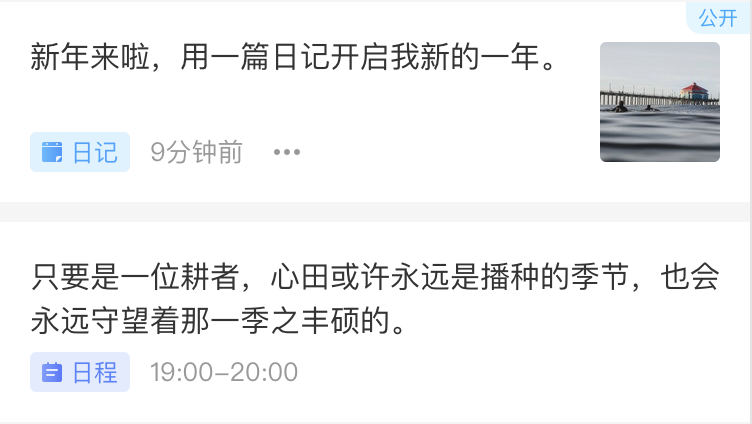 公开
新年来啦，用一篇日记开启我新的一年。
日记 9分钟前 •••
只要是一位耕者，心田或许永远是播种的季节，也会
永远守望着那一季之丰硕的。
日程 19:00-20:00